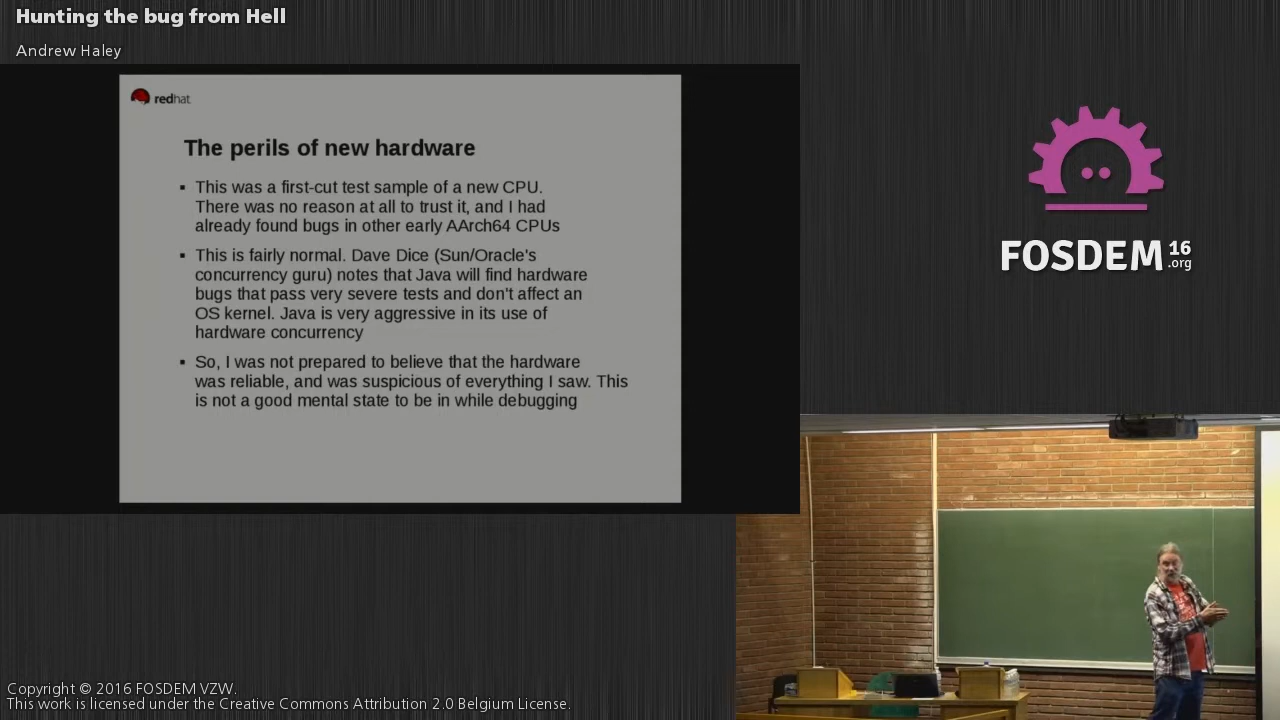 Hunting the bug from Hell
Andrew Haley
redhat
The perils of new hardware
▪ This was a first-cut test sample of a new CPU.
There was no reason at all to trust it, and I had
already found bugs in other early AArch64 CPUs
▪ This is fairly normal. Dave Dice (Sun/Oracle's
concurrency guru) notes that Java will find hardware
bugs that pass very severe tests and don't affect an
OS kernel. Java is very aggressive in its use of
hardware concurrency
▪ So, I was not prepared to believe that the hardware
was reliable, and was suspicious of everything I saw. This
is not a good mental state to be in while debugging
FOSDEM 16
.org
Copyright © 2016 FOSDEM VZW.
This work is licensed under the Creative Commons Attribution 2.0 Belgium License.